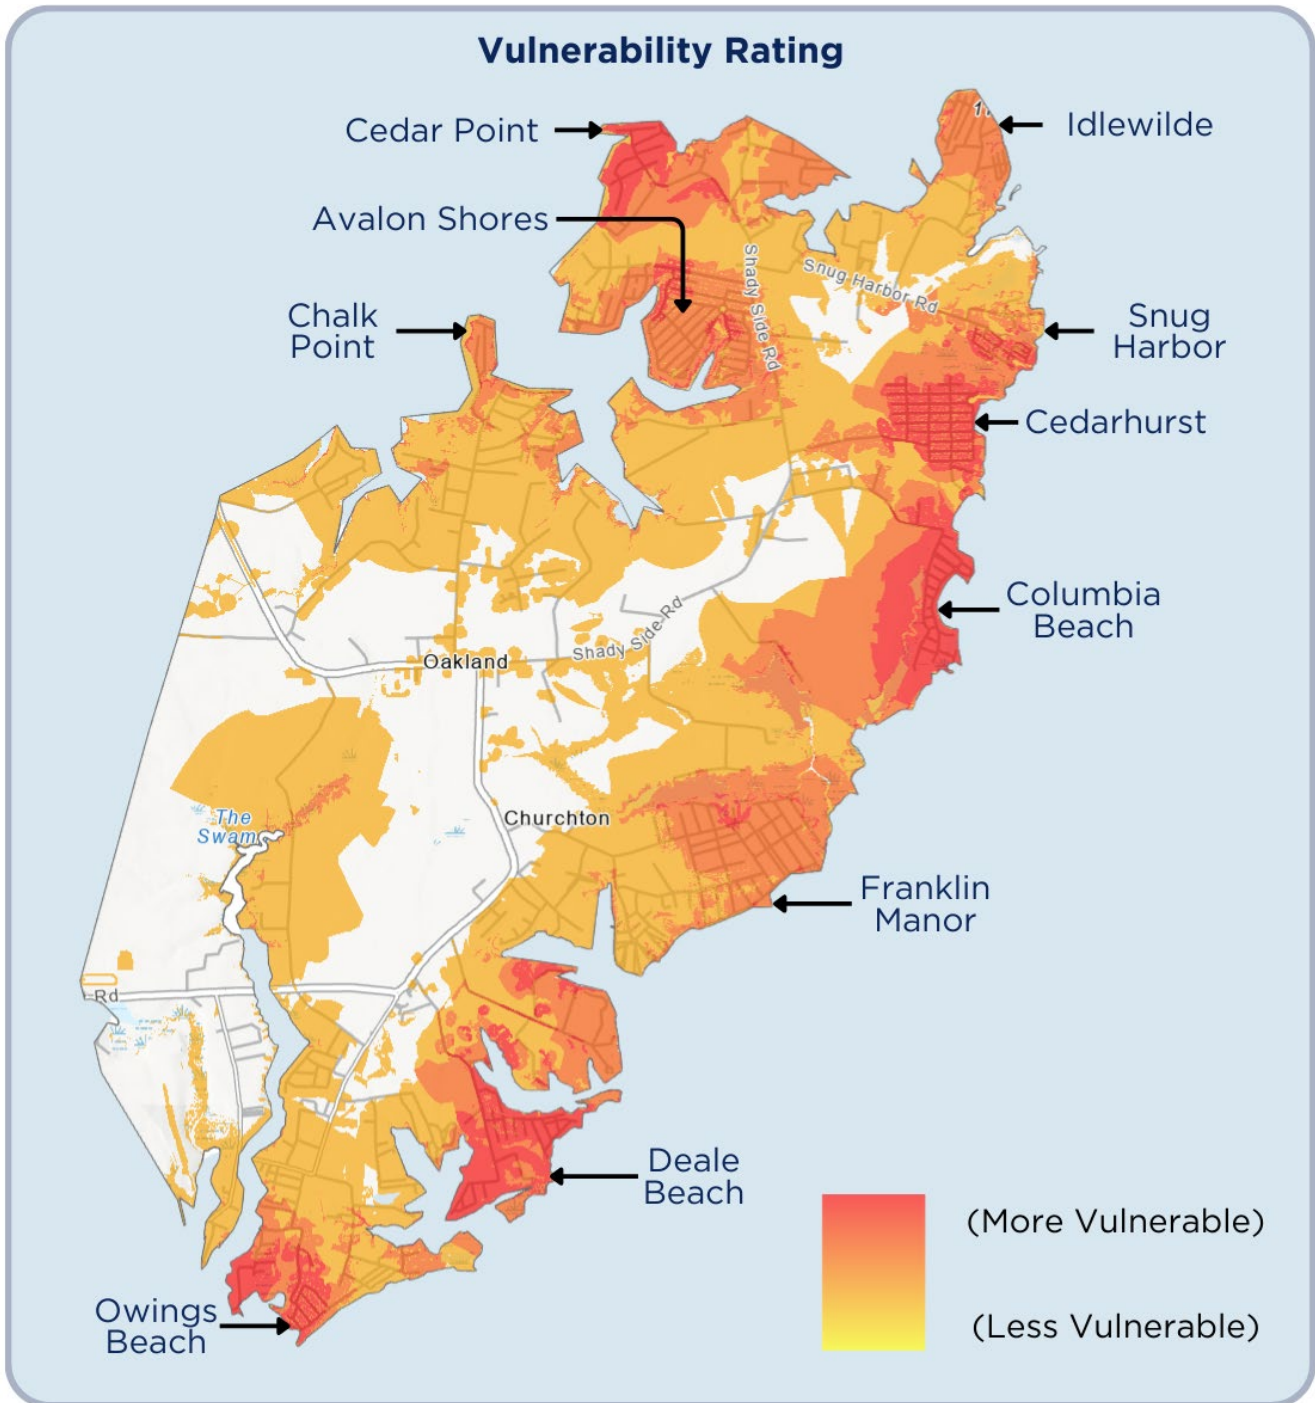 Vulnerability Rating
Cedar Point
Idlewilde
Avalon Shores
Shady Side Rd
Snug Harbor Rd
Chalk
Point
Snug
Harbor
Cedarhurst
Columbia
Beach
Shady Side Rd
Oakland
The
Swam
Churchton
Franklin
Manor
Rd
Deale
Beach
(More Vulnerable)
(Less Vulnerable)
Owings
Beach